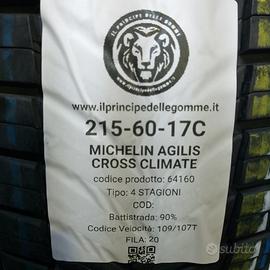 IL PRINCIPE DELLE GOMME
www.ilprincipedellegomme.it
215-60-17C
MICHELIN AGILIS
CROSS CLIMATE
codice prodotto: 64160
Tipo: 4 STAGIONI
COD:
Battistrada: 90%
Codice Velocità: 109/107T
FILA: 20
subito